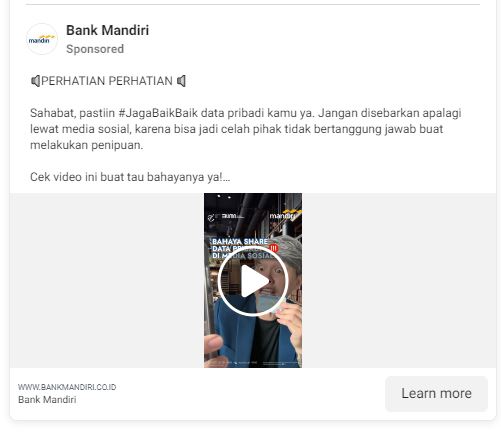 mandiri
Bank Mandiri
Sponsored
PERHATIAN PERHATIAN
Sahabat, pastiin #JagaBaikBaik data pribadi kamu ya. Jangan disebarkan apalagi
lewat media sosial, karena bisa jadi celah pihak tidak bertanggung jawab buat
melakukan penipuan.
Cek video ini buat tau bahayanya ya!...
mandiri
BAHAYA SHARE
DATA PRIBADI
DI MEDIA SOSIAL
WWW.BANKMANDIRI.CO.ID
Bank Mandiri
Learn more